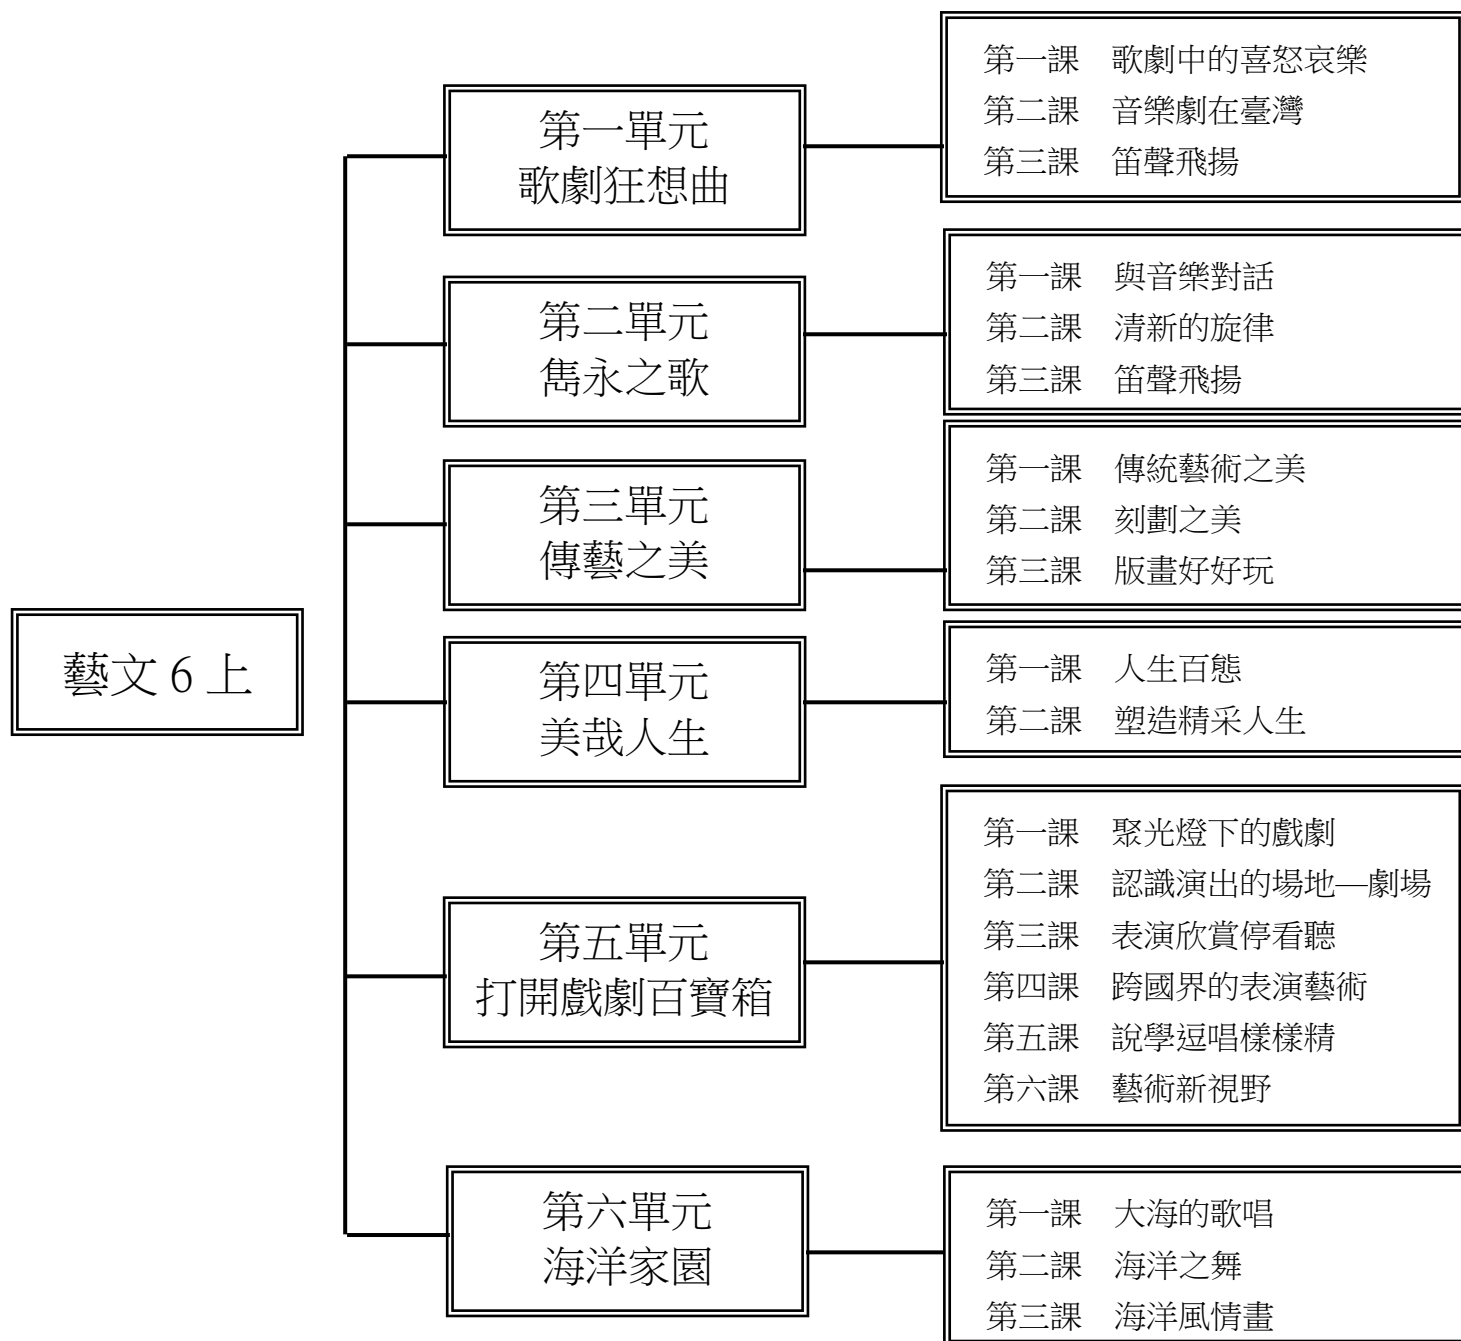 藝文 6 上
第一單元
歌劇狂想曲
第一課　歌劇中的喜怒哀樂
第二課　音樂劇在臺灣
第三課　笛聲飛揚
第二單元
雋永之歌
第一課　與音樂對話
第二課　清新的旋律
第三課　笛聲飛揚
第三單元
傳藝之美
第一課　傳統藝術之美
第二課　刻劃之美
第三課　版畫好好玩
第四單元
美哉人生
第一課　人生百態
第二課　塑造精采人生
第五單元
打開戲劇百寶箱
第一課　聚光燈下的戲劇
第二課　認識演出的場地—劇場
第三課　表演欣賞停看聽
第四課　跨國界的表演藝術
第五課　說學逗唱樣樣精
第六課　藝術新視野
第六單元
海洋家園
第一課　大海的歌唱
第二課　海洋之舞
第三課　海洋風情畫